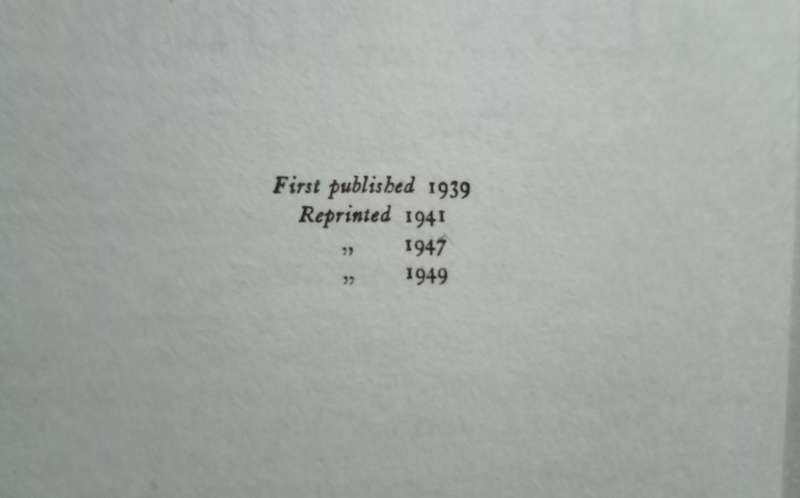 First published 1939
Reprinted 1941
„ 1947
„ 1949